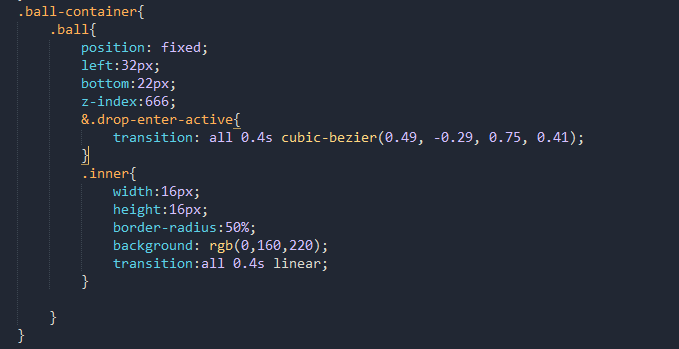 .ball-container{
.ball{
position: fixed;
left:32px;
bottom:22px;
z-index:666;
&.drop-enter-active{
transition: all 0.4s cubic-bezier(0.49, -0.29, 0.75, 0.41);
}
.inner{
width:16px;
height:16px;
border-radius:50%;
background: rgb(0,160,220);
transition:all 0.4s linear;
}
}
}